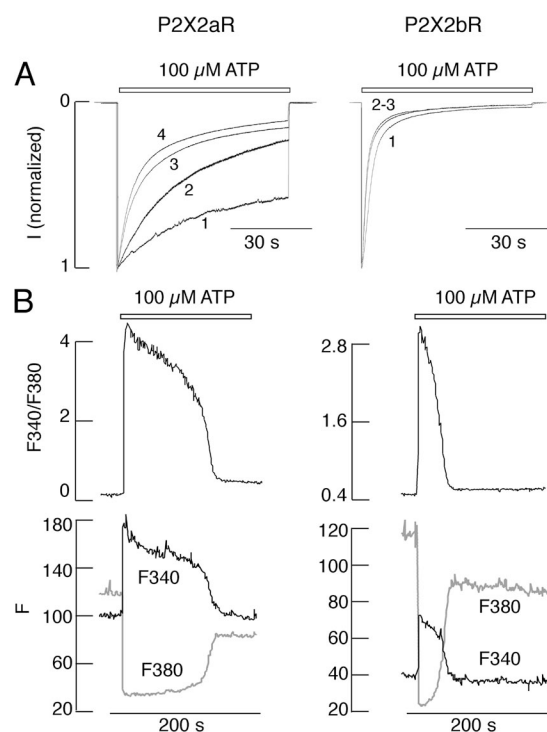 P2X2aR P2X2bR
A
100 µM ATP 100 µM ATP
0
I (normalized)
1
4
3
2
1
30 s
2-3
1
30 s
B
100 µM ATP 100 µM ATP
F340/F380
4
2
0
2.8
1.6
0.4
F
180
140
100
60
20
F340
F380
120
100
80
60
40
20
F380
F340
200 s 200 s